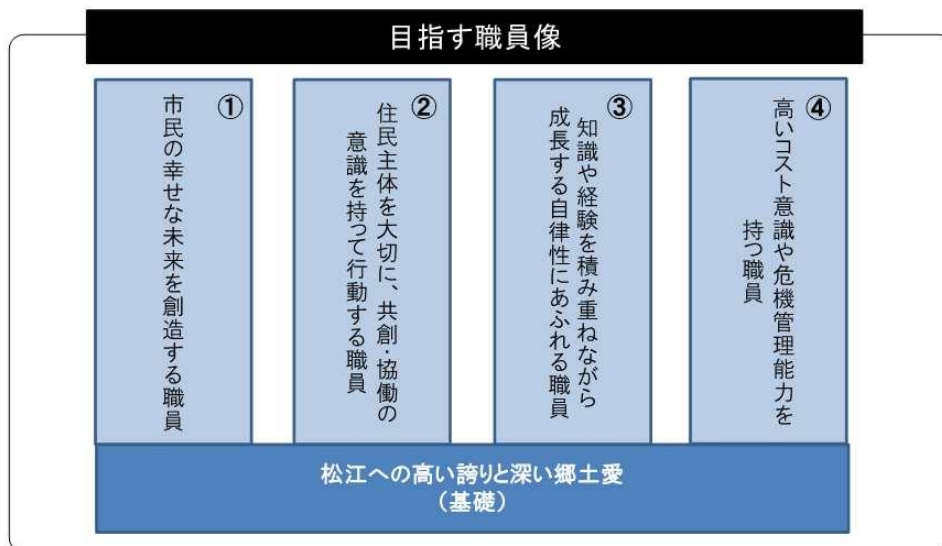 目指す職員像
①
市民の幸せな未来を創造する職員
②
住民主体を大切に、共創・協働の
意識を持って行動する職員
③
知識や経験を積み重ねながら
成長する自律性にあふれる職員
④
高いコスト意識や危機管理能力を
持つ職員
松江への高い誇りと深い郷土愛
（基礎）